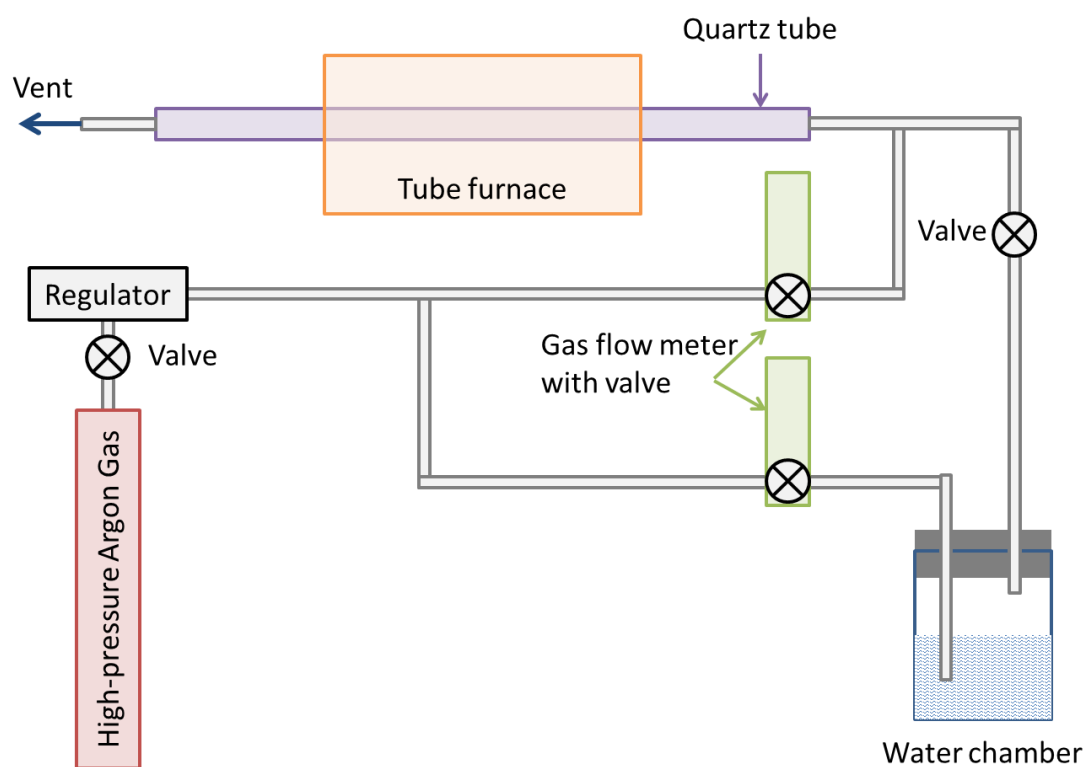 Quartz tube
Vent
Tube furnace
Valve
Regulator
Valve
Gas flow meter
with valve
High-pressure Argon Gas
Water chamber